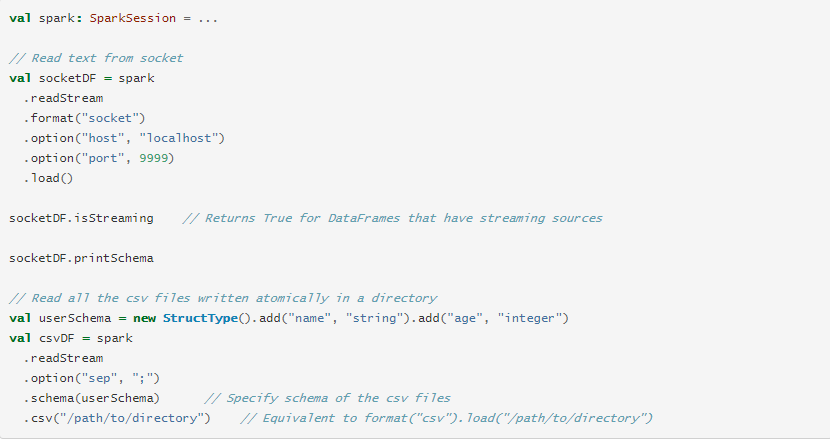 val spark: SparkSession = ...
// Read text from socket
val socketDF = spark
.readStream
.format("socket")
.option("host", "localhost")
.option("port", 9999)
.load()
socketDF.isStreaming // Returns True for DataFrames that have streaming sources
socketDF.printSchema
// Read all the csv files written atomically in a directory
val userSchema = new StructType().add("name", "string").add("age", "integer")
val csvDF = spark
.readStream
.option("sep", ";")
.schema(userSchema) // Specify schema of the csv files
.csv("/path/to/directory") // Equivalent to format("csv").load("/path/to/directory")